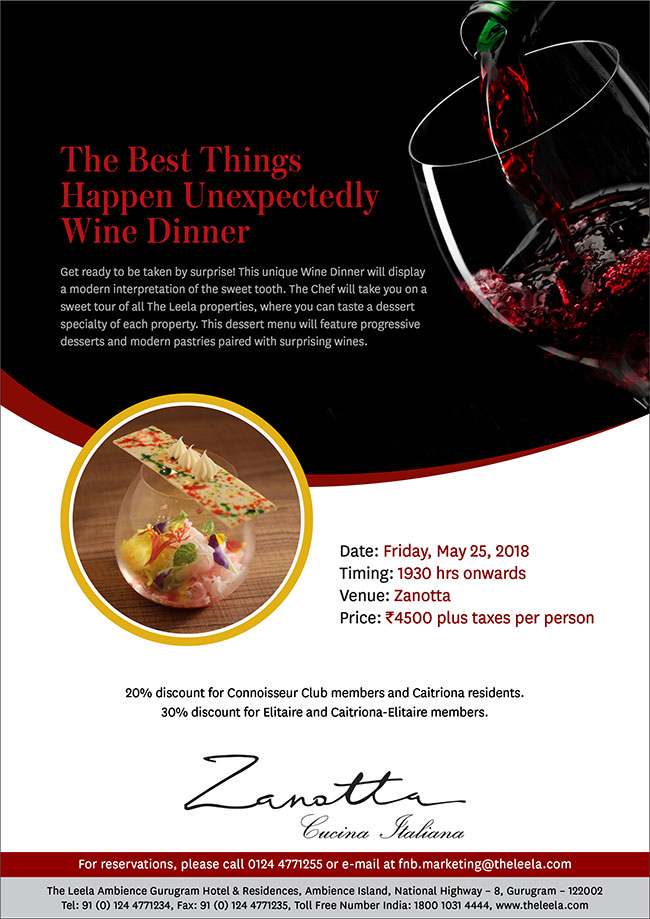 The Best Things
Happen Unexpectedly
Wine Dinner
Get ready to be taken by surprise! This unique Wine Dinner will display
a modern interpretation of the sweet tooth. The Chef will take you on a
sweet tour of all The Leela properties, where you can taste a dessert
specialty of each property. This dessert menu will feature progressive
desserts and modern pastries paired with surprising wines.
Date: Friday, May 25, 2018
Timing: 1930 hrs onwards
Venue: Zanotta
Price: ₹4500 plus taxes per person
20% discount for Connoisseur Club members and Caitriona residents.
30% discount for Elitaire and Caitriona-Elitaire members.
Zanotta
Cucina Italiana
For reservations, please call 0124 4771255 or e-mail at fnb.marketing@theleela.com
The Leela Ambience Gurugram Hotel & Residences, Ambience Island, National Highway – 8, Gurugram – 122002
Tel: 91 (0) 124 4771234, Fax: 91 (0) 124 4771235, Toll Free Number India: 1800 1031 4444, www.theleela.com